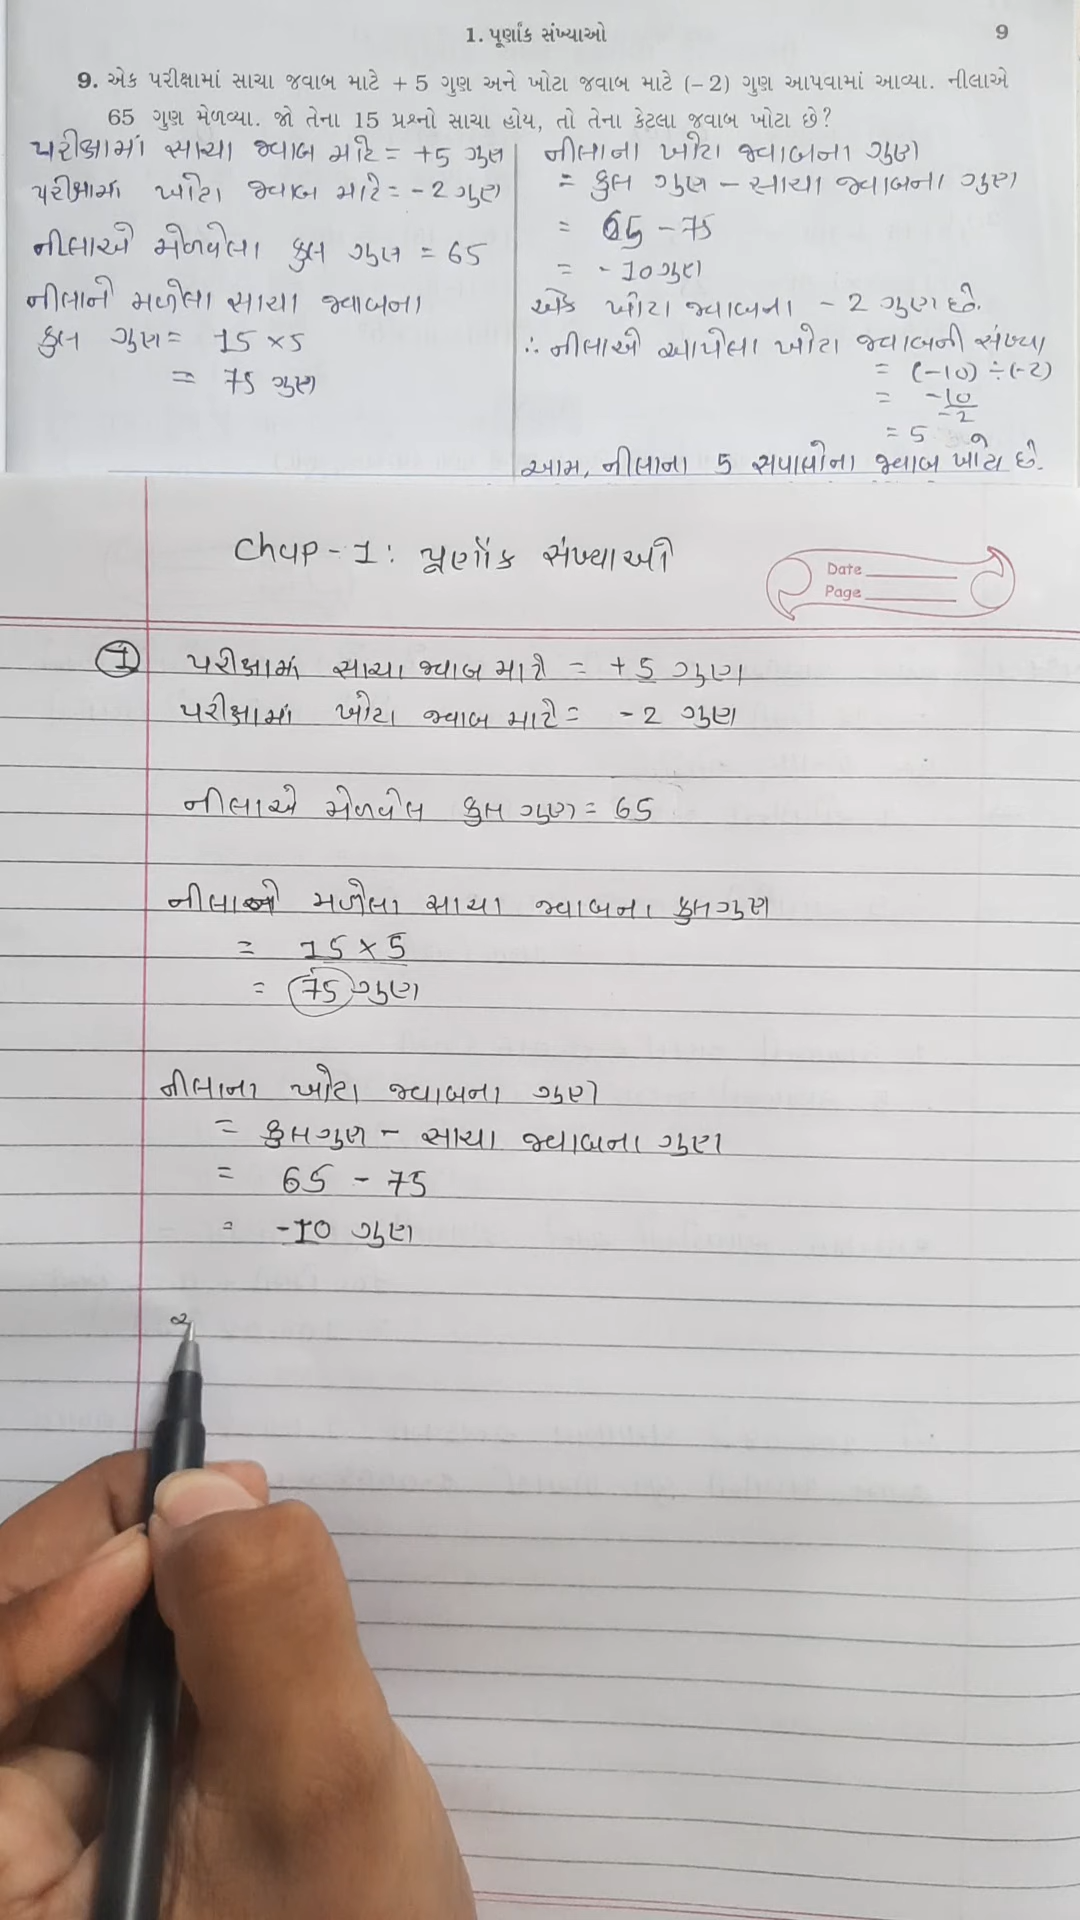 1. પૂર્ણાંક સંખ્યાઓ
9
9. એક પરીક્ષામાં સાચા જવાબ માટે + 5 ગુણ અને ખોટા જવાબ માટે (– 2) ગુણ આપવામાં આવ્યા. નીલાએ
65 ગુણ મેળવ્યા. જો તેના 15 પ્રશ્નો સાચા હોય, તો તેના કેટલા જવાબ ખોટા છે?
પરીક્ષામાં સાચા જવાબ માટે = +5 ગુણ
પરીક્ષામાં ખોટા જવાબ માટે = -2 ગુણ
નીલાએ મેળવેલા કુલ ગુણ = 65
નીલાને મળેલા સાચા જવાબના
કુલ ગુણ = 15 × 5
= 75 ગુણ
નીલાના ખોટા જવાબના ગુણ
= કુલ ગુણ - સાચા જવાબના ગુણ
= 65 - 75
= -10 ગુણ
એક ખોટા જવાબના - 2 ગુણ છે.
∴ નીલાએ આપેલા ખોટા જવાબની સંખ્યા
= (-10) ÷ (-2)
= -10/-2
= 5
આમ, નીલાના 5 સવાલોના જવાબ ખોટા છે.
Chap - 1 : પૂર્ણાંક સંખ્યાઓ
Date
Page
1 પરીક્ષામાં સાચા જવાબ માટે = +5 ગુણ
પરીક્ષામાં ખોટા જવાબ માટે = -2 ગુણ
નીલાએ મેળવેલ કુલ ગુણ = 65
નીલાને મળેલા સાચા જવાબના કુલ ગુણ
= 15 × 5
= 75 ગુણ
નીલાના ખોટા જવાબના ગુણ
= કુલ ગુણ - સાચા જવાબના ગુણ
= 65 - 75
= -10 ગુણ